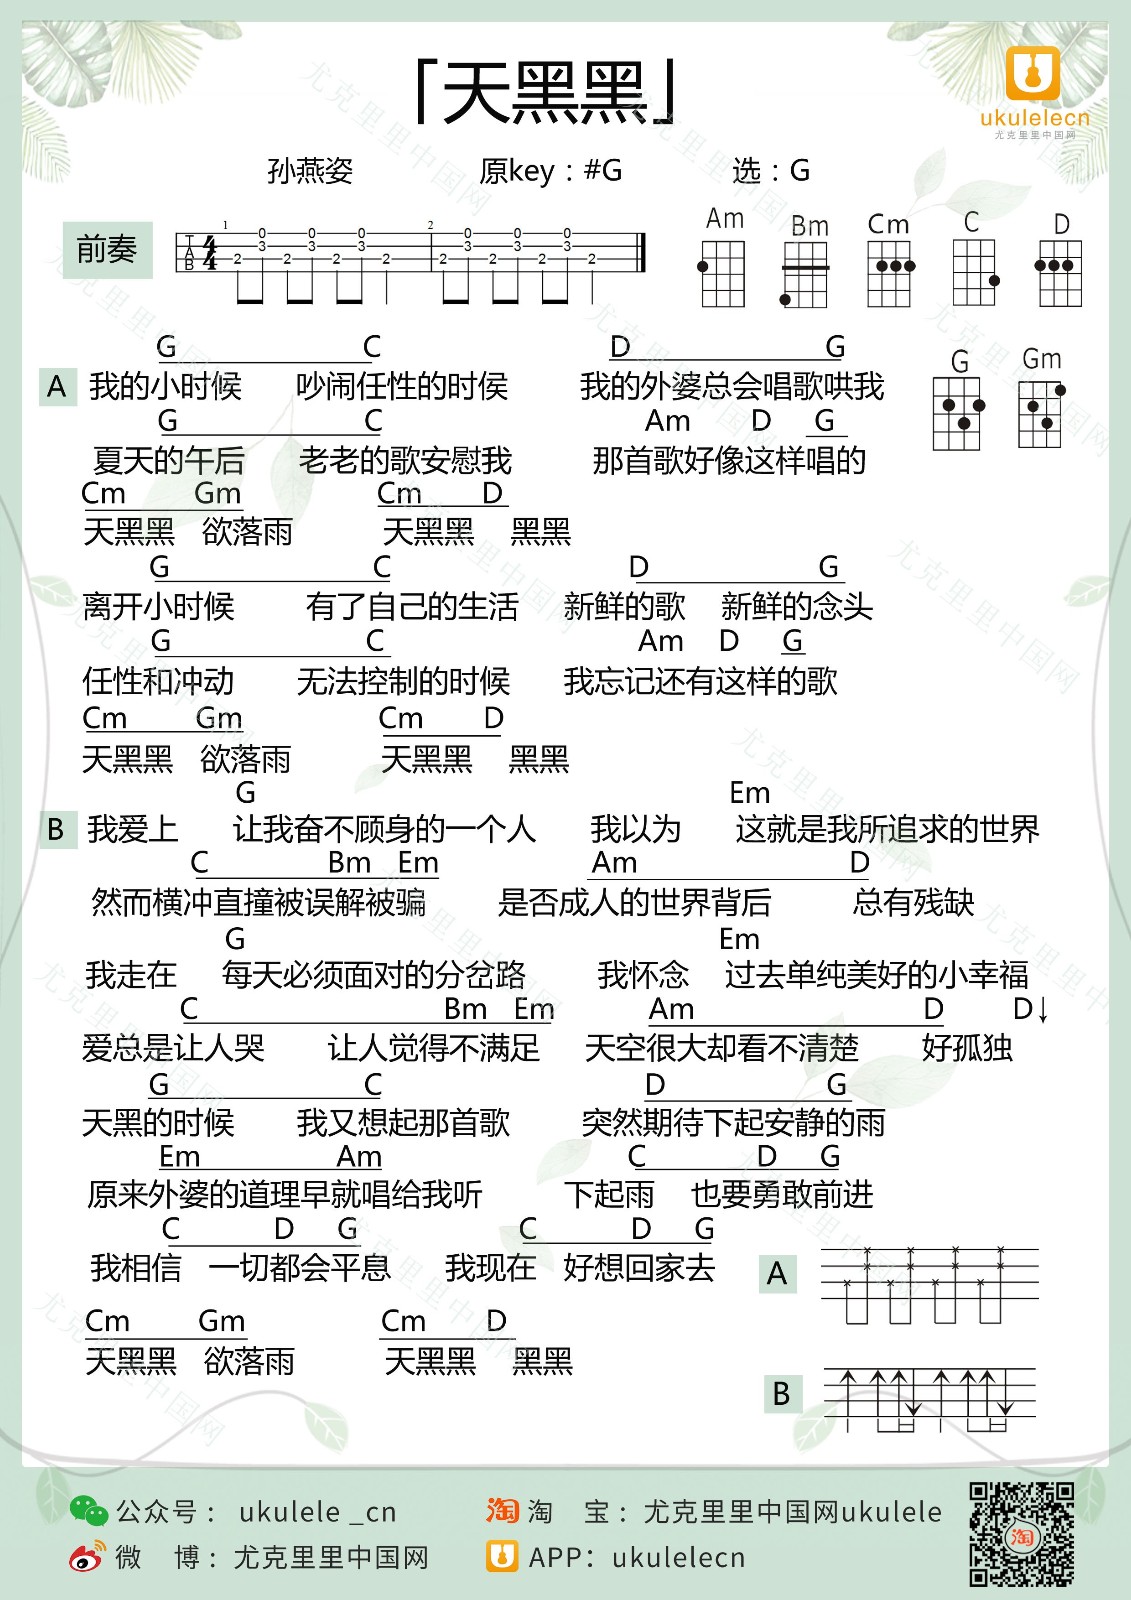 「天黑黑」
ukulelecn
尤克里里中国网
孙燕姿 原key：#G 选：G
前奏
1 2
T A B 4 4
0 0 0 0 0 0
3 3 3 3 3 3
2 2 2 2 2 2 2 2
Am Bm Cm C D
G Gm
G C D G
A 我的小时候 吵闹任性的时候 我的外婆总会唱歌哄我
G C Am D G
夏天的午后 老老的歌安慰我 那首歌好像这样唱的
Cm Gm Cm D
天黑黑 欲落雨 天黑黑 黑黑
G C D G
离开小时候 有了自己的生活 新鲜的歌 新鲜的念头
G C Am D G
任性和冲动 无法控制的时候 我忘记还有这样的歌
Cm Gm Cm D
天黑黑 欲落雨 天黑黑 黑黑
G Em
B 我爱上 让我奋不顾身的一个人 我以为 这就是我所追求的世界
C Bm Em Am D
然而横冲直撞被误解被骗 是否成人的世界背后 总有残缺
G Em
我走在 每天必须面对的分岔路 我怀念 过去单纯美好的小幸福
C Bm Em Am D D↓
爱总是让人哭 让人觉得不满足 天空很大却看不清楚 好孤独
G C D G
天黑的时候 我又想起那首歌 突然期待下起安静的雨
Em Am C D G
原来外婆的道理早就唱给我听 下起雨 也要勇敢前进
C D G C D G
我相信 一切都会平息 我现在 好想回家去
Cm Gm Cm D
天黑黑 欲落雨 天黑黑 黑黑
A
B
公众号： ukulele _cn
淘 淘 宝：尤克里里中国网ukulele
微 博：尤克里里中国网
APP：ukulelecn
淘
尤克里里中国网